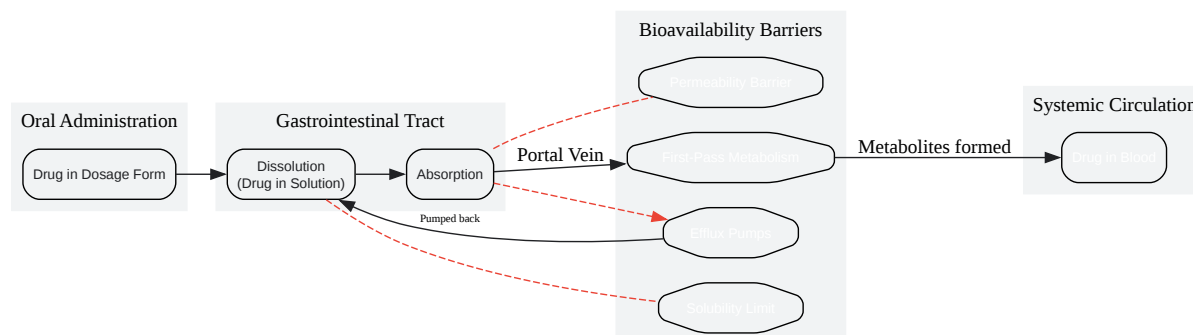 Oral Administration
Drug in Dosage Form
Gastrointestinal Tract
Dissolution
(Drug in Solution)
Absorption
Portal Vein
Pumped back
Bioavailability Barriers
Permeability Barrier
First-Pass Metabolism
Efflux Pumps
Solubility Limit
Metabolites formed
Systemic Circulation
Drug in Blood